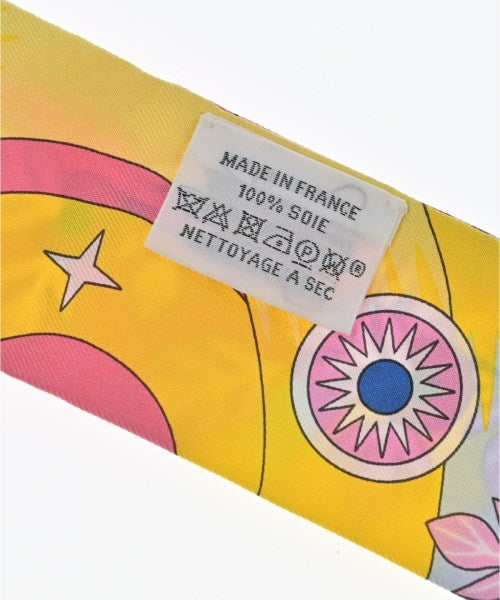 MADE IN FRANCE
100% SOIE
P ®
NETTOYAGE A SEC